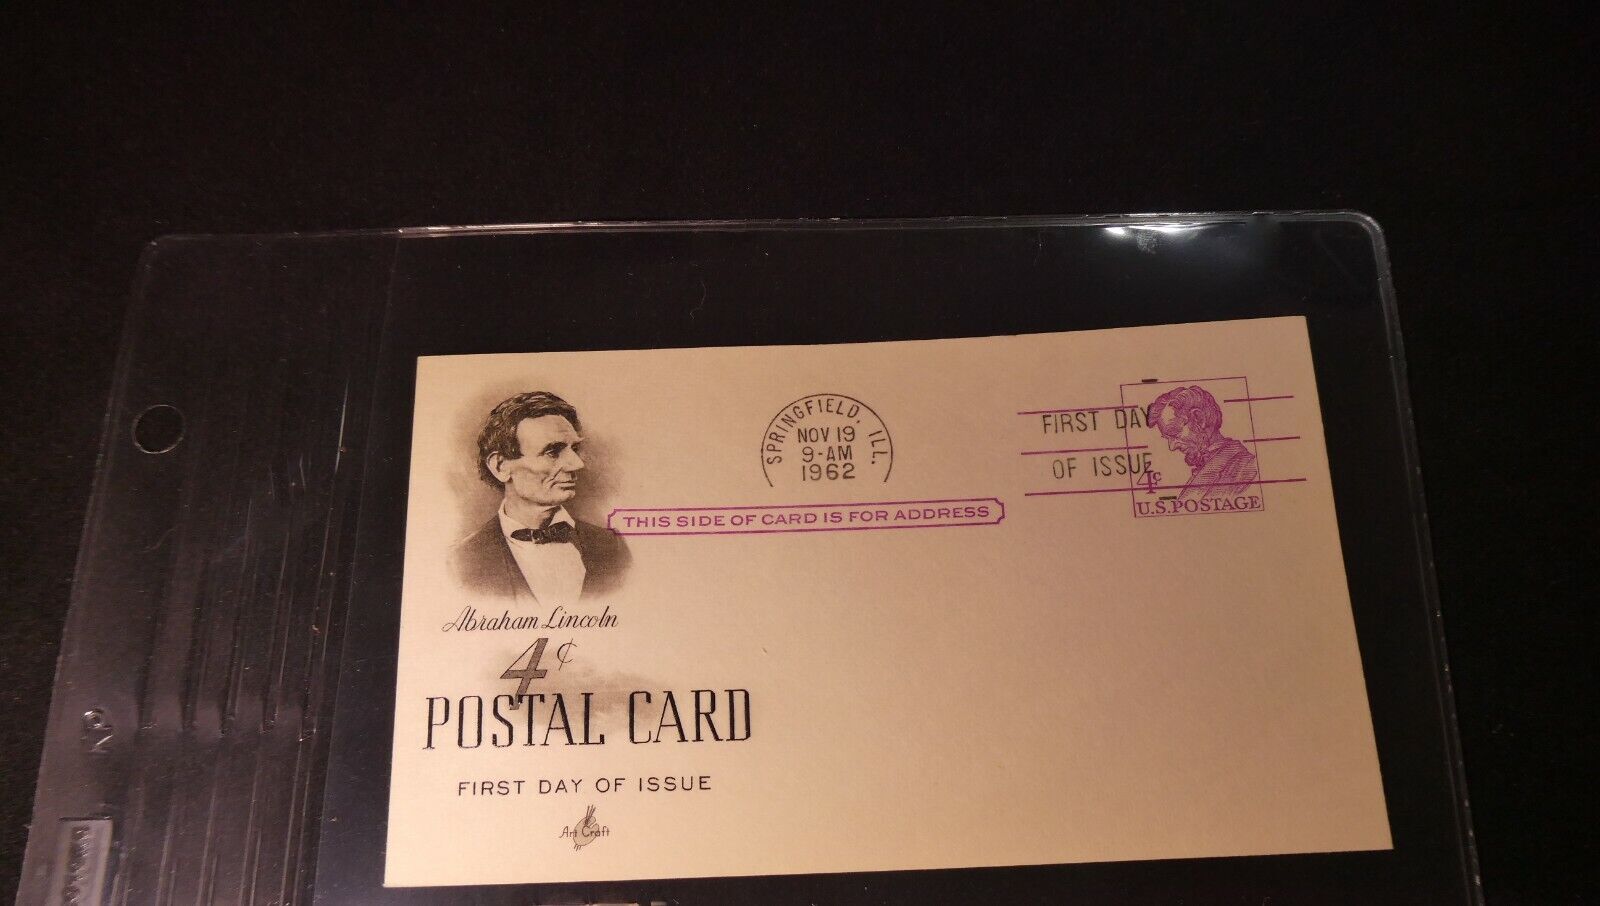 SPRINGFIELD, ILL.
NOV 19
9-AM
1962
FIRST DAY
OF ISSUE
4c
U.S. POSTAGE
THIS SIDE OF CARD IS FOR ADDRESS
Abraham Lincoln
4¢
POSTAL CARD
FIRST DAY OF ISSUE
Art Craft